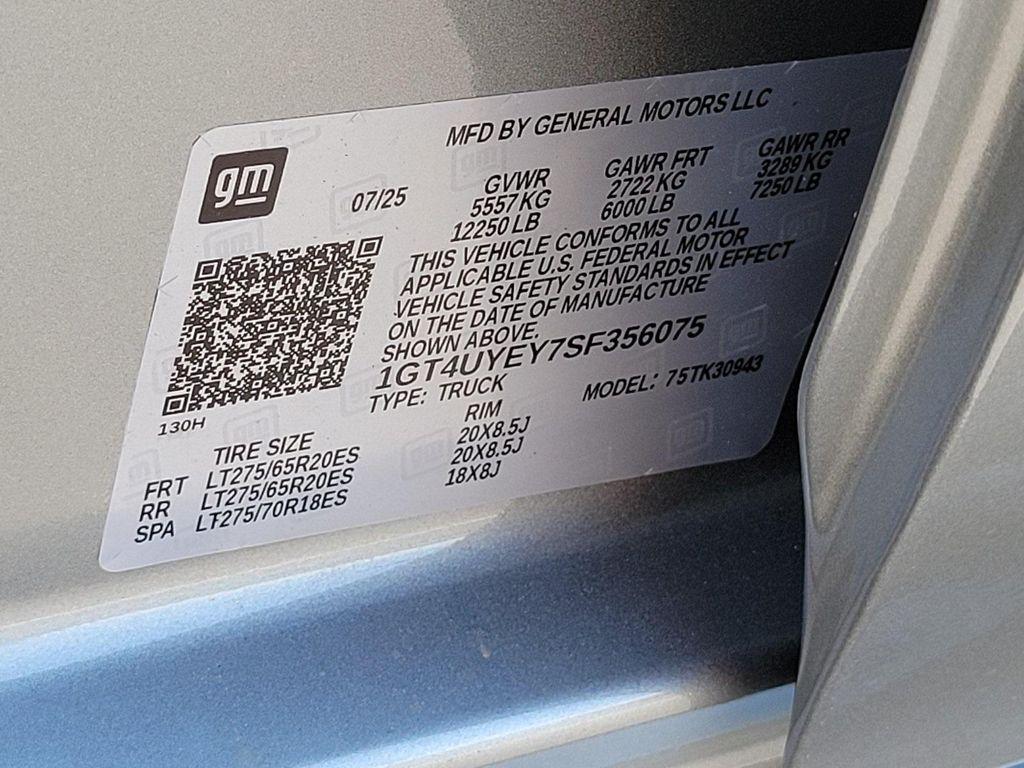 gm
MFD BY GENERAL MOTORS LLC
07/25
GVWR
5557 KG
12250 LB
GAWR FRT
2722 KG
6000 LB
GAWR RR
3289 KG
7250 LB
THIS VEHICLE CONFORMS TO ALL
APPLICABLE U.S. FEDERAL MOTOR
VEHICLE SAFETY STANDARDS IN EFFECT
ON THE DATE OF MANUFACTURE
SHOWN ABOVE.
1GT4UYEY7SF356075
TYPE: TRUCK MODEL: 75TK30943
130H
TIRE SIZE RIM
FRT LT275/65R20ES 20X8.5J
RR LT275/65R20ES 20X8.5J
SPA LT275/70R18ES 18X8J